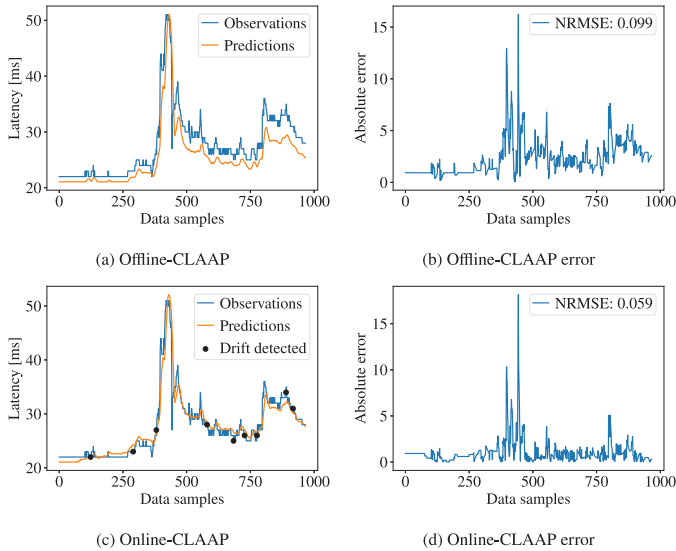 50
40
30
20
Latency [ms]
Observations
Predictions
0
250
500
750
1000
Data samples
(a) Offline-CLAAP
15
10
5
0
Absolute error
NRMSE: 0.099
0
250
500
750
1000
Data samples
(b) Offline-CLAAP error
50
40
30
20
Latency [ms]
Observations
Predictions
Drift detected
0
250
500
750
1000
Data samples
(c) Online-CLAAP
15
10
5
0
Absolute error
NRMSE: 0.059
0
250
500
750
1000
Data samples
(d) Online-CLAAP error